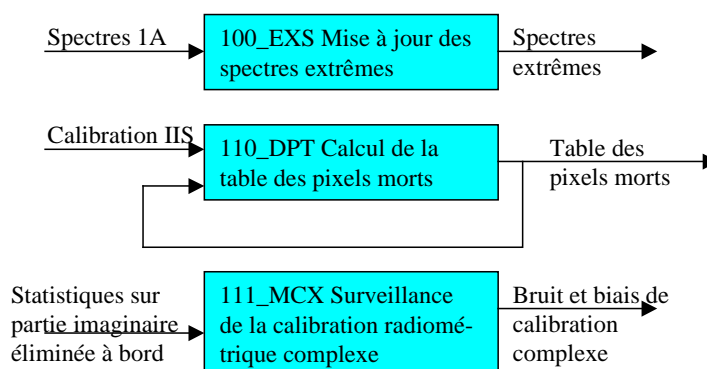 Spectres 1A
100_EXS Mise à jour des
spectres extrêmes
Spectres
extrêmes
Calibration IIS
110_DPT Calcul de la
table des pixels morts
Table des
pixels morts
Statistiques sur
partie imaginaire
éliminée à bord
111_MCX Surveillance
de la calibration radiomé-
trique complexe
Bruit et biais de
calibration
complexe